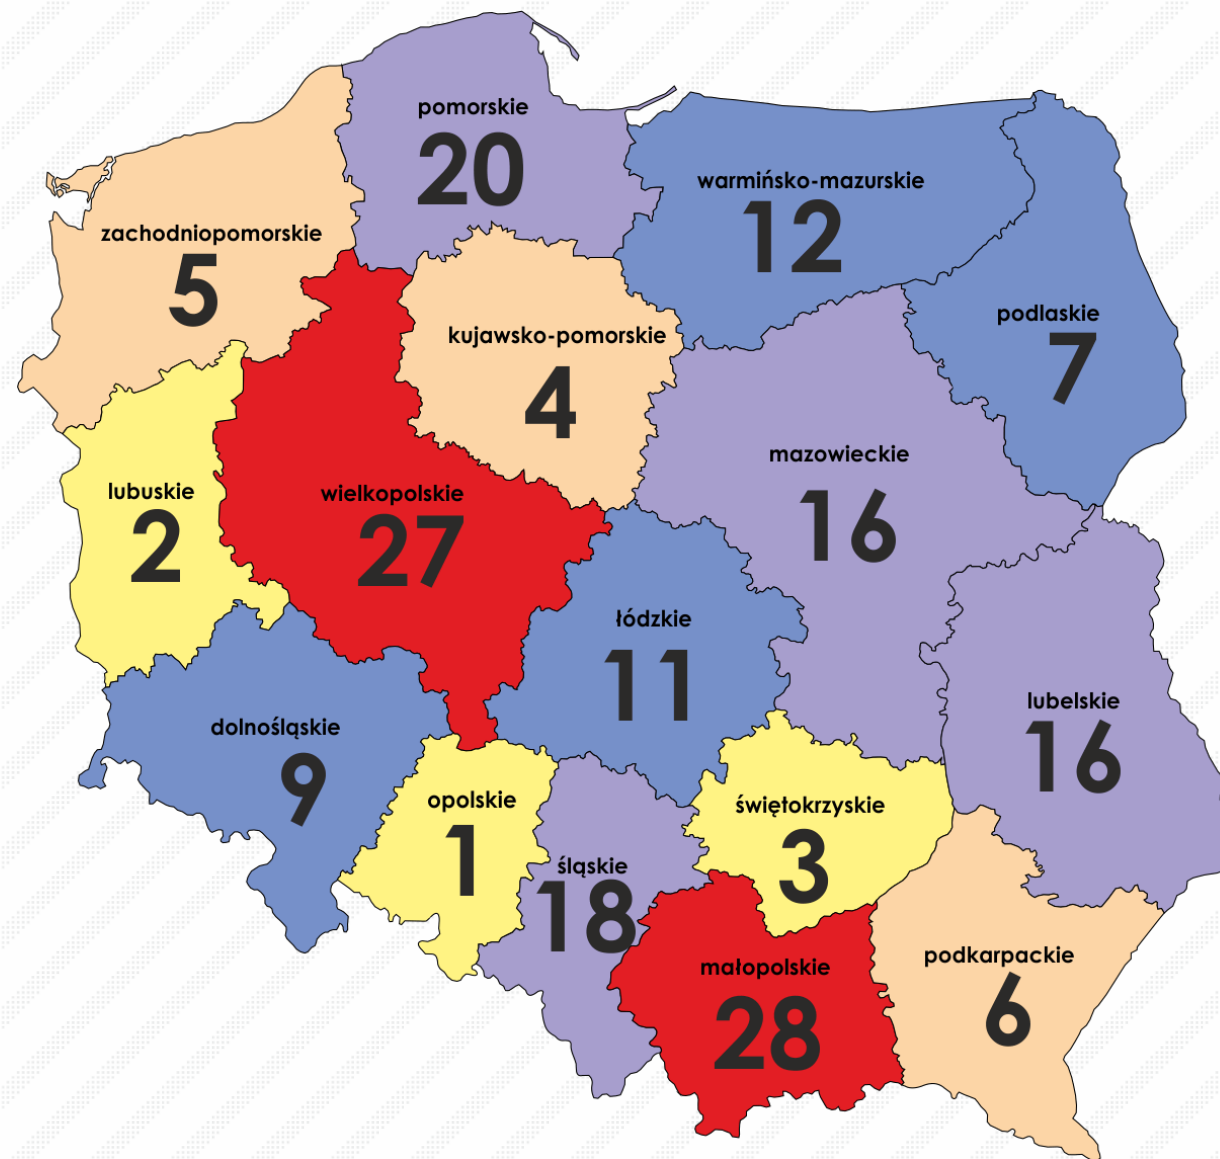 pomorskie
20
warmińsko-mazurskie
12
zachodniopomorskie
5
podlaskie
7
kujawsko-pomorskie
4
mazowieckie
16
lubuskie
2
wielkopolskie
27
łódzkie
11
lubelskie
16
dolnośląskie
9
opolskie
1
świętokrzyskie
3
śląskie
18
podkarpackie
6
małopolskie
28